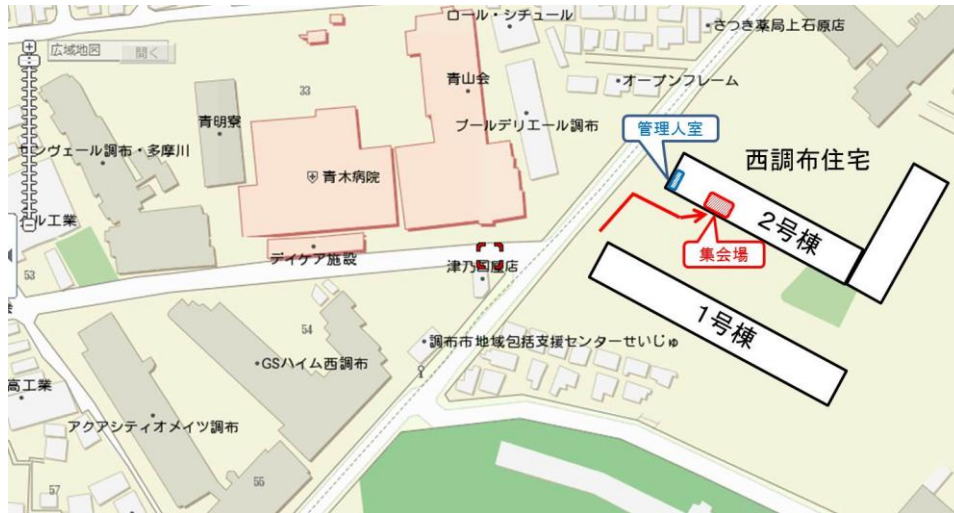 ロール・シチュール
さつき薬局上石原店
広域地図
開く
青山会
オープンフレーム
33
青明寮
プールデリエール調布
管理人室
西調布住宅
センヴェール調布・多摩川
青木病院
2号棟
集会場
デイケア施設
津乃国屋店
53
1号棟
54
調布市地域包括支援センターせいじゅ
GSハイム西調布
高工業
アクアシティオメイツ調布
55
57